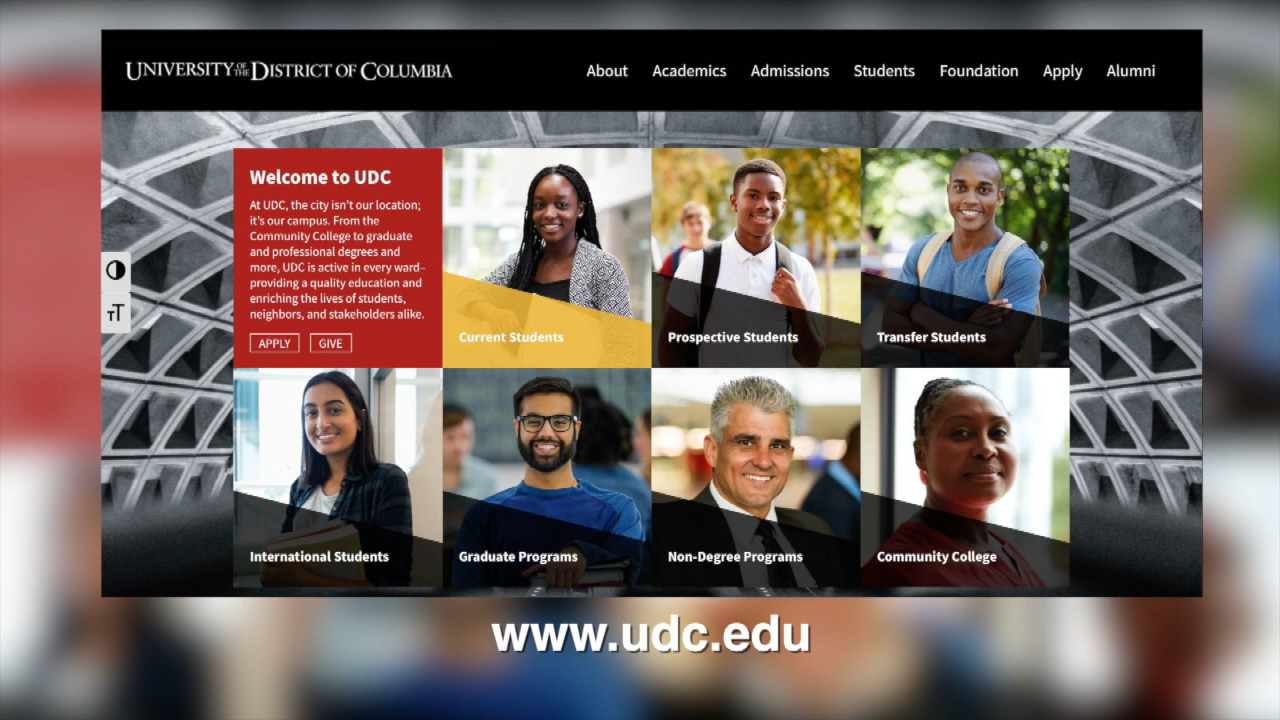 UNIVERSITY OF THE DISTRICT OF COLUMBIA
About Academics Admissions Students Foundation Apply Alumni
Welcome to UDC
At UDC, the city isn't our location;
it's our campus. From the
Community College to graduate
and professional degrees and
more, UDC is active in every ward–
providing a quality education and
enriching the lives of students,
neighbors, and stakeholders alike.
APPLY GIVE
Current Students
Prospective Students
Transfer Students
TT
International Students
Graduate Programs
Non-Degree Programs
Community College
www.udc.edu